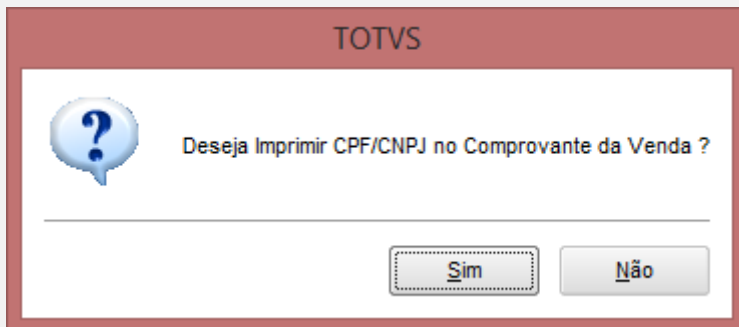 TOTVS
Deseja Imprimir CPF/CNPJ no Comprovante da Venda ?
Sim
Não